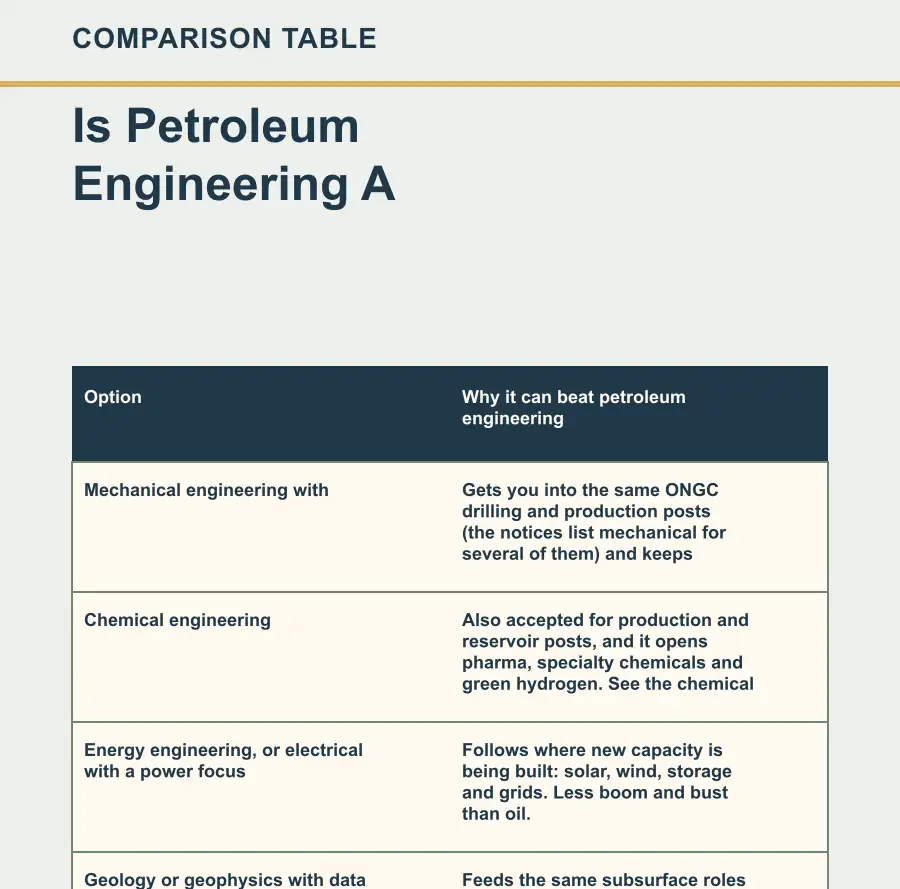 COMPARISON TABLE
Is Petroleum
Engineering A
Option
Why it can beat petroleum
engineering
Mechanical engineering with
Gets you into the same ONGC
drilling and production posts
(the notices list mechanical for
several of them) and keeps
Chemical engineering
Also accepted for production and
reservoir posts, and it opens
pharma, specialty chemicals and
green hydrogen. See the chemical
Energy engineering, or electrical
with a power focus
Follows where new capacity is
being built: solar, wind, storage
and grids. Less boom and bust
than oil.
Geology or geophysics with data
Feeds the same subsurface roles